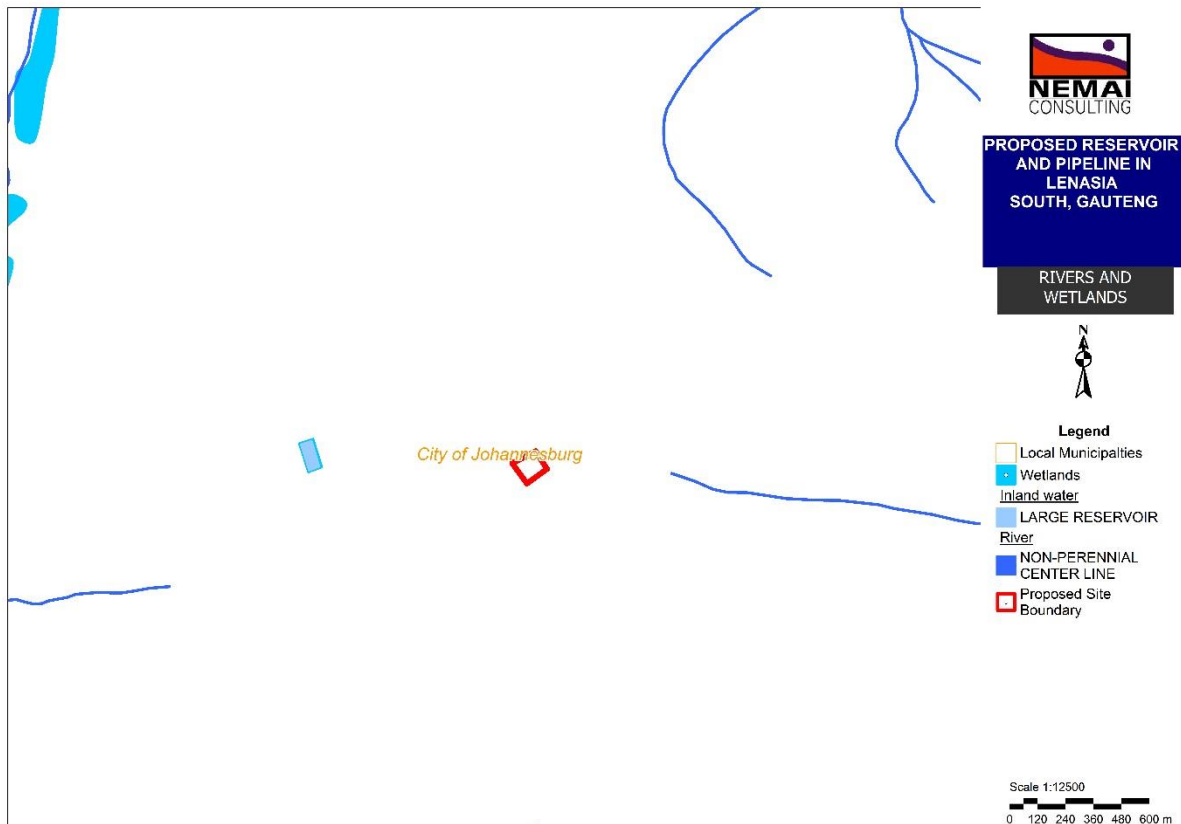 City of Johannesburg
NEMAI
CONSULTING
PROPOSED RESERVOIR
AND PIPELINE IN
LENASIA
SOUTH, GAUTENG
RIVERS AND
WETLANDS
N
Legend
Local Municipalties
Wetlands
Inland water
LARGE RESERVOIR
River
NON-PERENNIAL
CENTER LINE
Proposed Site
Boundary
Scale 1:12500
0 120 240 360 480 600 m